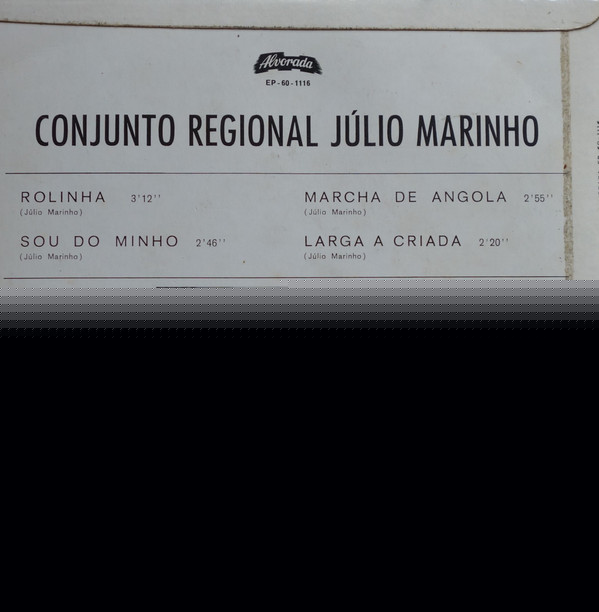 Alvorada
EP-60-1116
CONJUNTO REGIONAL JÚLIO MARINHO
ROLINHA 3'12''
(Júlio Marinho)
SOU DO MINHO 2'46''
(Júlio Marinho)
MARCHA DE ANGOLA 2'55''
(Júlio Marinho)
LARGA A CRIADA 2'20''
(Júlio Marinho)